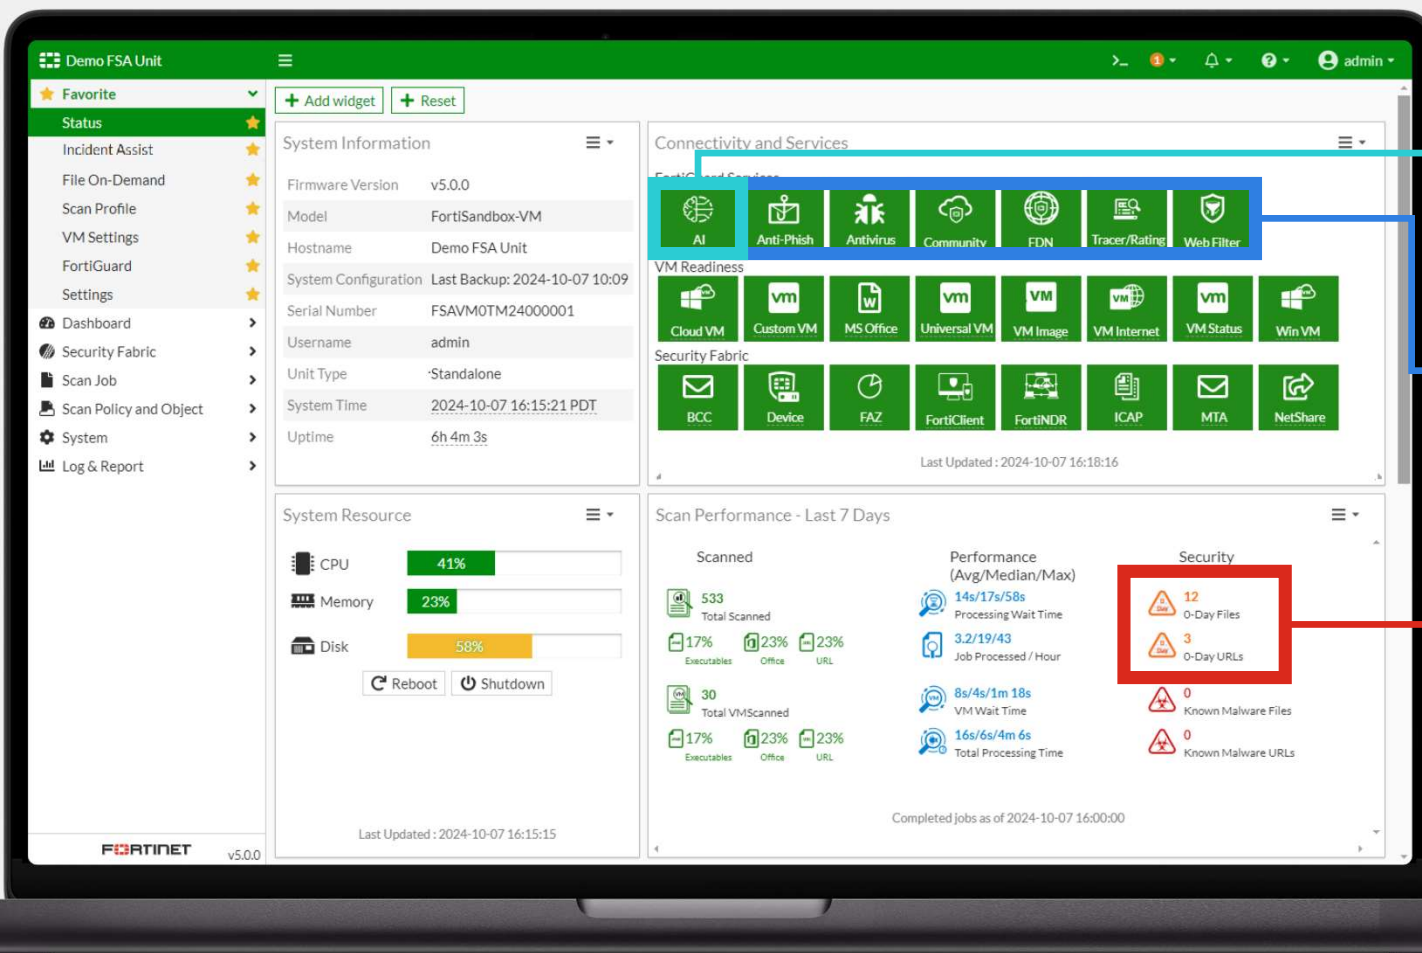 Demo FSA Unit
>_ 1 admin
Favorite
Status
Incident Assist
File On-Demand
Scan Profile
VM Settings
FortiGuard
Settings
Dashboard
Security Fabric
Scan Job
Scan Policy and Object
System
Log & Report
FORTINET v5.0.0
+ Add widget + Reset
System Information
Firmware Version v5.0.0
Model FortiSandbox-VM
Hostname Demo FSA Unit
System Configuration Last Backup: 2024-10-07 10:09
Serial Number FSAVM0TM24000001
Username admin
Unit Type Standalone
System Time 2024-10-07 16:15:21 PDT
Uptime 6h 4m 3s
Connectivity and Services
FortiGuard Services
AI Anti-Phish Antivirus Community FDN Tracer/Rating Web Filter
VM Readiness
VM vm W vm VM VM vm VM
Cloud VM Custom VM MS Office Universal VM VM Image VM Internet VM Status Win VM
Security Fabric
BCC Device FAZ FortiClient FortiNDR ICAP MTA NetShare
Last Updated : 2024-10-07 16:18:16
System Resource
CPU 41%
Memory 23%
Disk 58%
Reboot Shutdown
Last Updated : 2024-10-07 16:15:15
Scan Performance - Last 7 Days
Scanned
533
Total Scanned
17% 23% 23%
Executables Office URL
30
Total VMScanned
17% 23% 23%
Executables Office URL
Performance
(Avg/Median/Max)
14s/17s/58s
Processing Wait Time
3.2/19/43
Job Processed / Hour
8s/4s/1m 18s
VM Wait Time
16s/6s/4m 6s
Total Processing Time
Security
12
0-Day Files
3
0-Day URLs
0
Known Malware Files
0
Known Malware URLs
Completed jobs as of 2024-10-07 16:00:00